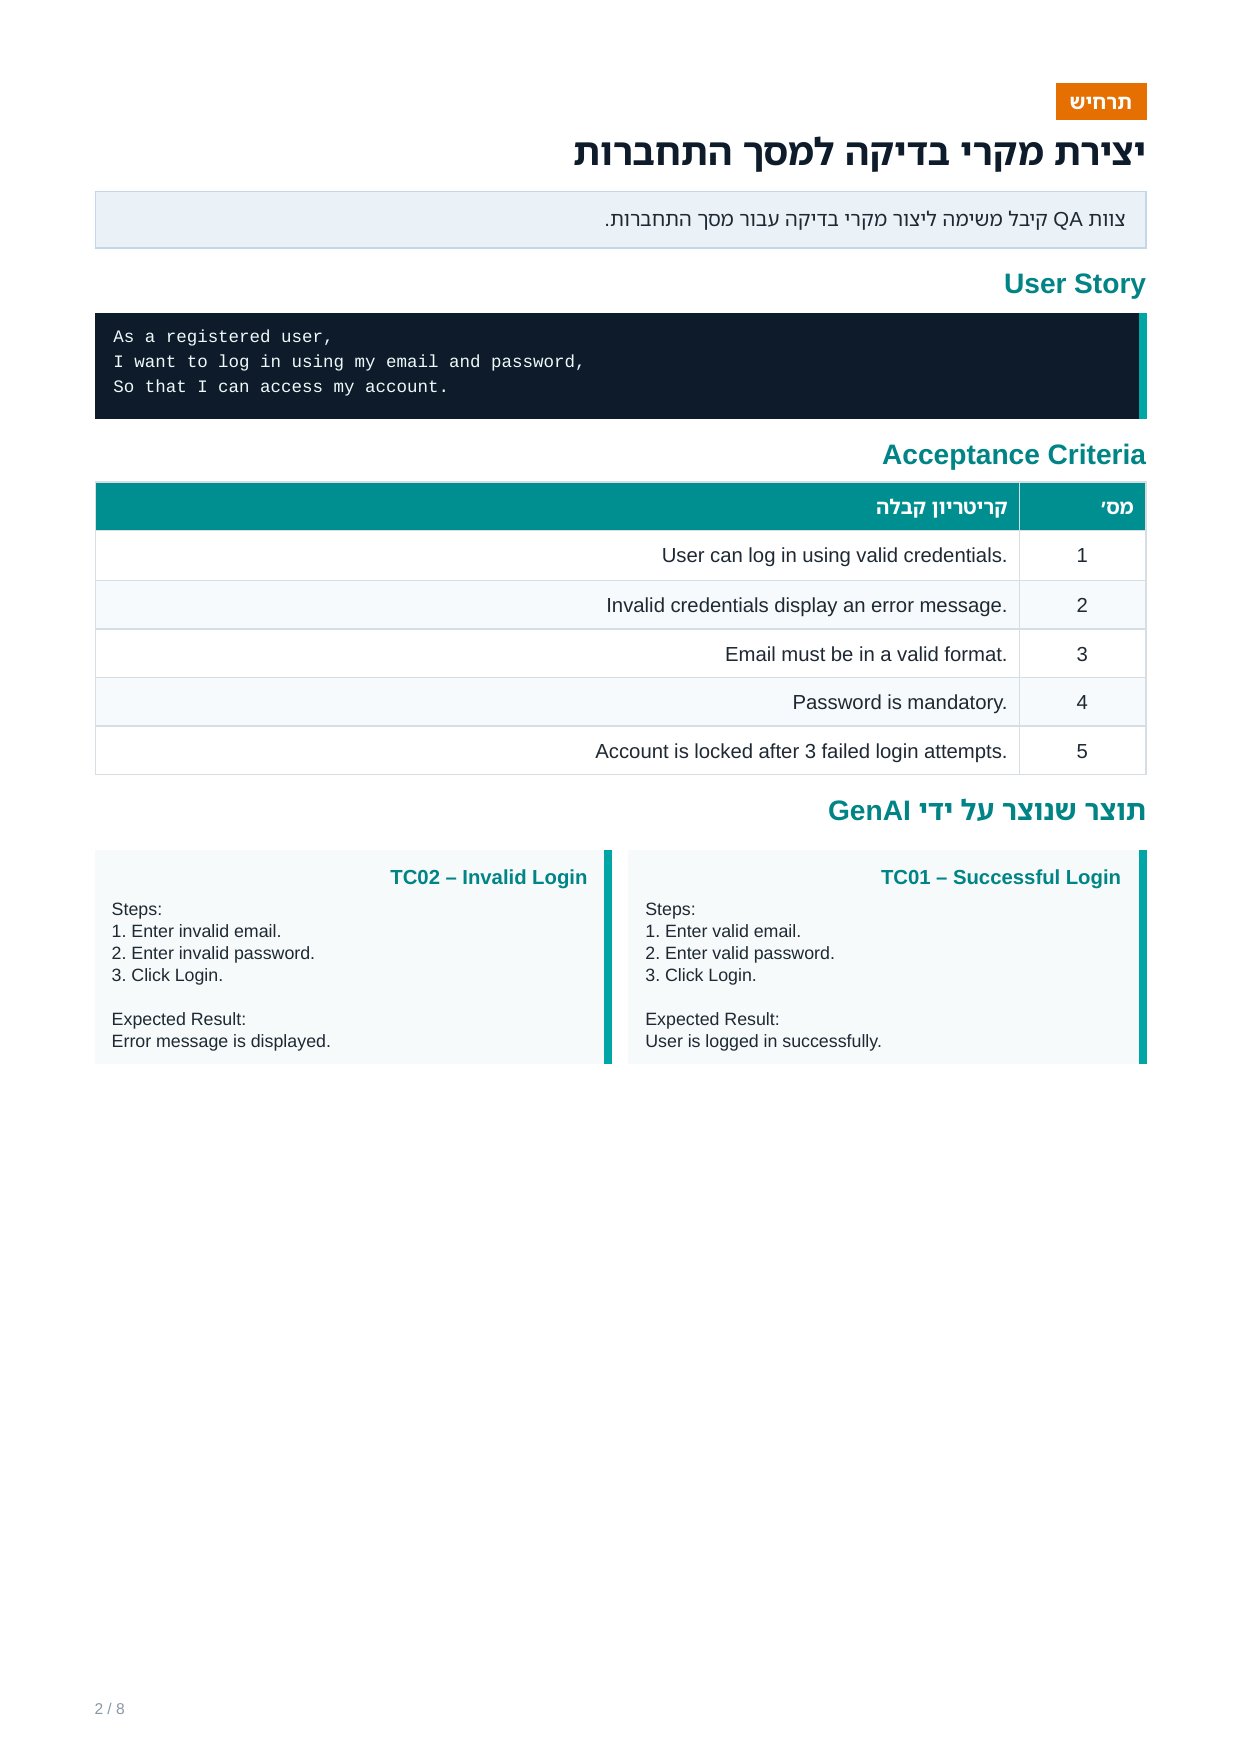 תרחיש
יצירת מקרי בדיקה למסך התחברות
צוות QA קיבל משימה ליצור מקרי בדיקה עבור מסך התחברות.
User Story
As a registered user,
I want to log in using my email and password,
So that I can access my account.
Acceptance Criteria
מס׳ קריטריון קבלה
1 User can log in using valid credentials.
2 Invalid credentials display an error message.
3 Email must be in a valid format.
4 Password is mandatory.
5 Account is locked after 3 failed login attempts.
תוצר שנוצר על ידי GenAI
TC01 – Successful Login
Steps:
1. Enter valid email.
2. Enter valid password.
3. Click Login.
Expected Result:
User is logged in successfully.
TC02 – Invalid Login
Steps:
1. Enter invalid email.
2. Enter invalid password.
3. Click Login.
Expected Result:
Error message is displayed.
2 / 8